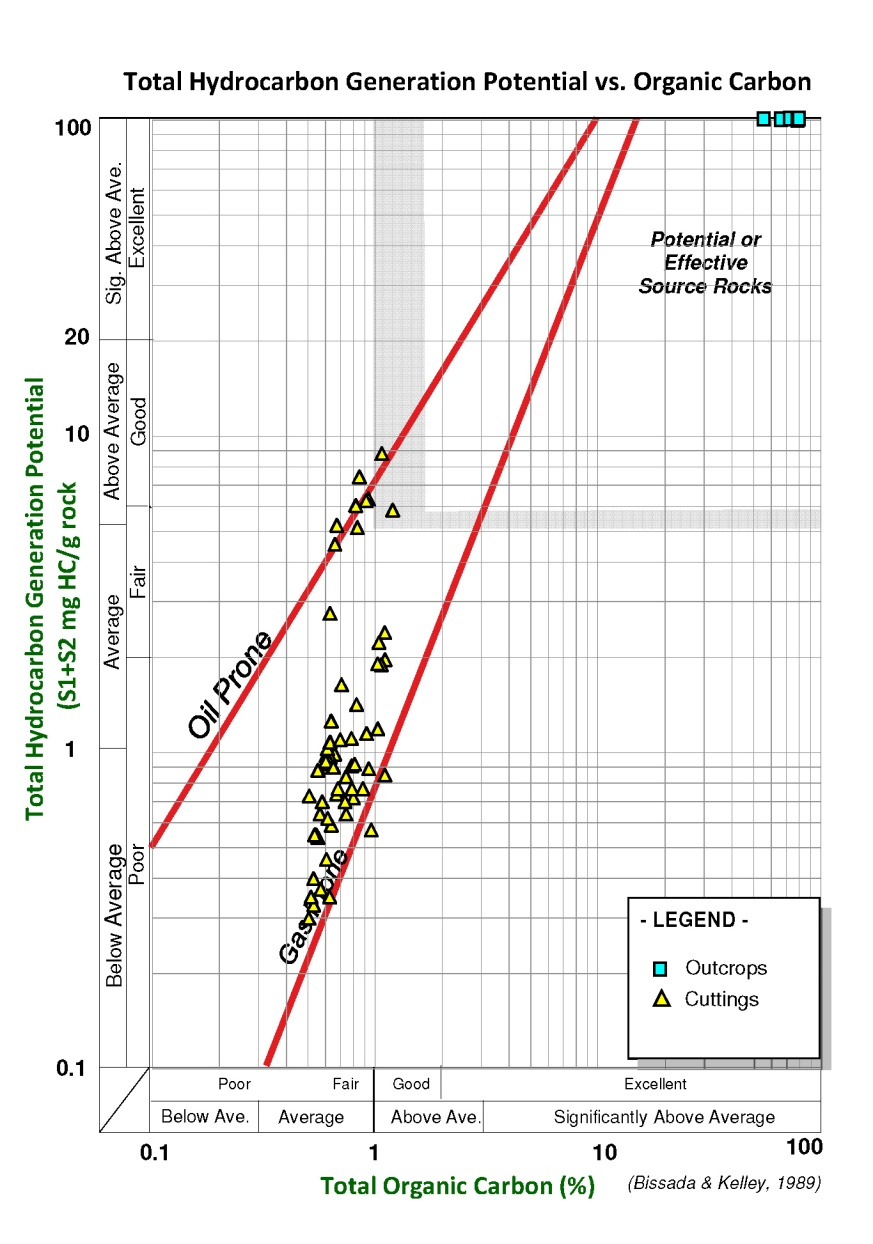 Total Hydrocarbon Generation Potential vs. Organic Carbon
100
20
10
1
0.1
Total Hydrocarbon Generation Potential
(S1+S2 mg HC/g rock
Sig. Above Ave.
Excellent
Above Average
Good
Average
Fair
Below Average
Poor
Potential or
Effective
Source Rocks
Oil Prone
Gas Prone
- LEGEND -
Outcrops
Cuttings
Poor
Fair
Good
Excellent
Below Ave.
Average
Above Ave.
Significantly Above Average
0.1
1
10
100
Total Organic Carbon (%)
(Bissada & Kelley, 1989)